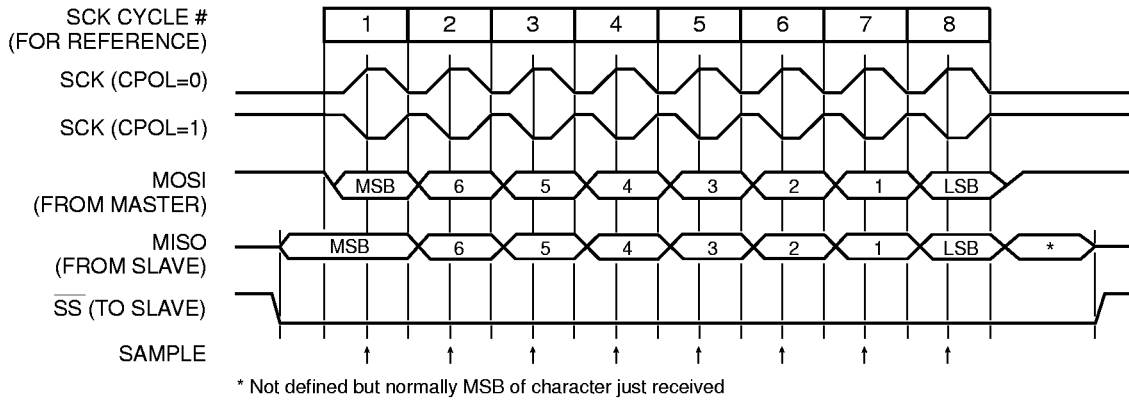 SCK CYCLE # 1 2 3 4 5 6 7 8
(FOR REFERENCE)
SCK (CPOL=0)
SCK (CPOL=1)
MOSI MSB 6 5 4 3 2 1 LSB
(FROM MASTER)
MISO MSB 6 5 4 3 2 1 LSB *
(FROM SLAVE)
SS (TO SLAVE)
SAMPLE
* Not defined but normally MSB of character just received